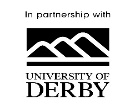 In partnership with
UNIVERSITY OF
DERBY